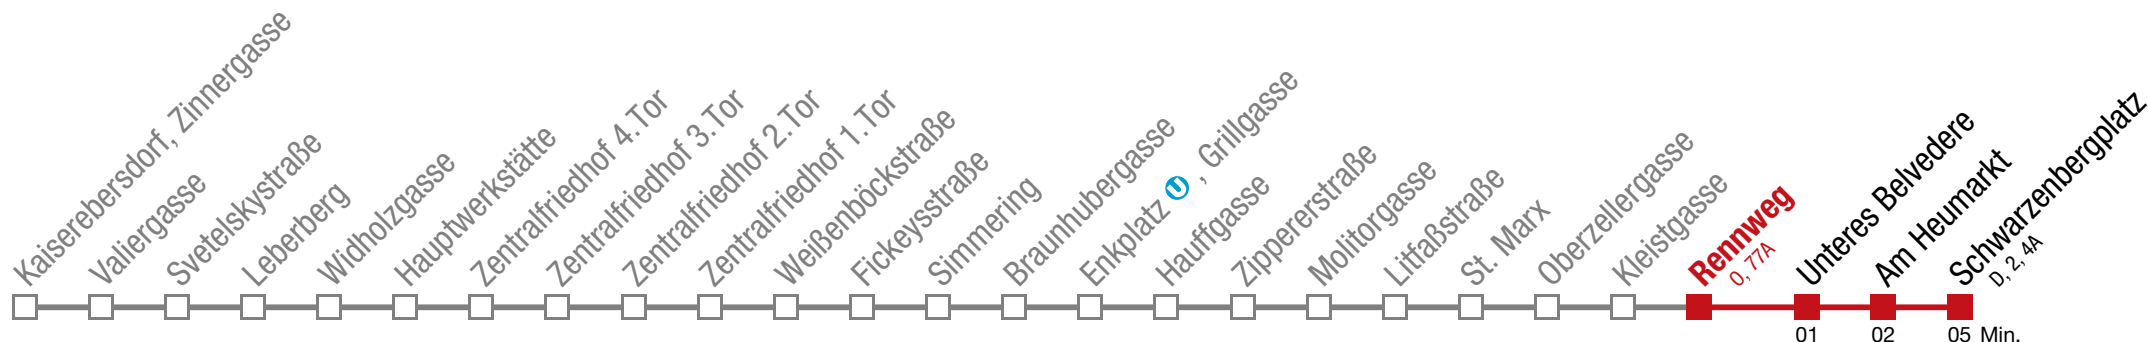 Kaiserebersdorf, Zinnergasse
Valiergasse
Svetelskystraße
Leberberg
Widholzgasse
Hauptwerkstätte
Zentralfriedhof 4.Tor
Zentralfriedhof 3.Tor
Zentralfriedhof 2.Tor
Zentralfriedhof 1.Tor
Weißenböckstraße
Fickeysstraße
Simmering
Braunhubergasse
Enkplatz U, Grillgasse
Hauffgasse
Zippererstraße
Molitorgasse
Litfaßstraße
St. Marx
Oberzellergasse
Kleistgasse
Rennweg
O, 77A
Unteres Belvedere
Am Heumarkt
Schwarzenbergplatz
D, 2, 4A
01 02 05 Min.